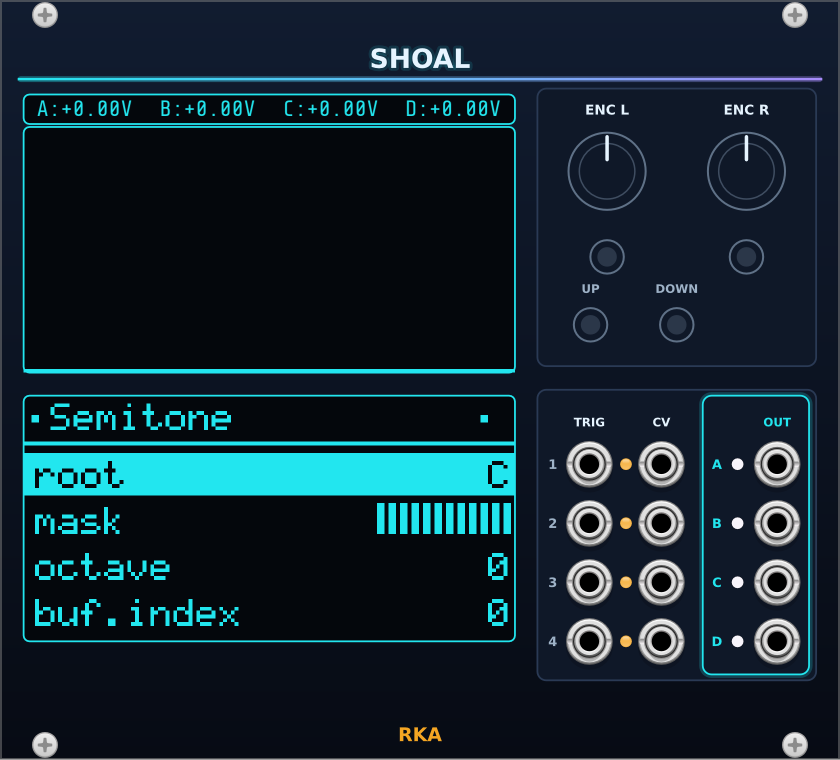 SHOAL
A:+0.00V B:+0.00V C:+0.00V D:+0.00V
ENC L ENC R
UP DOWN
Semitone
root C
mask
octave 0
buf.index 0
TRIG CV OUT
1 A
2 B
3 C
4 D
RKA